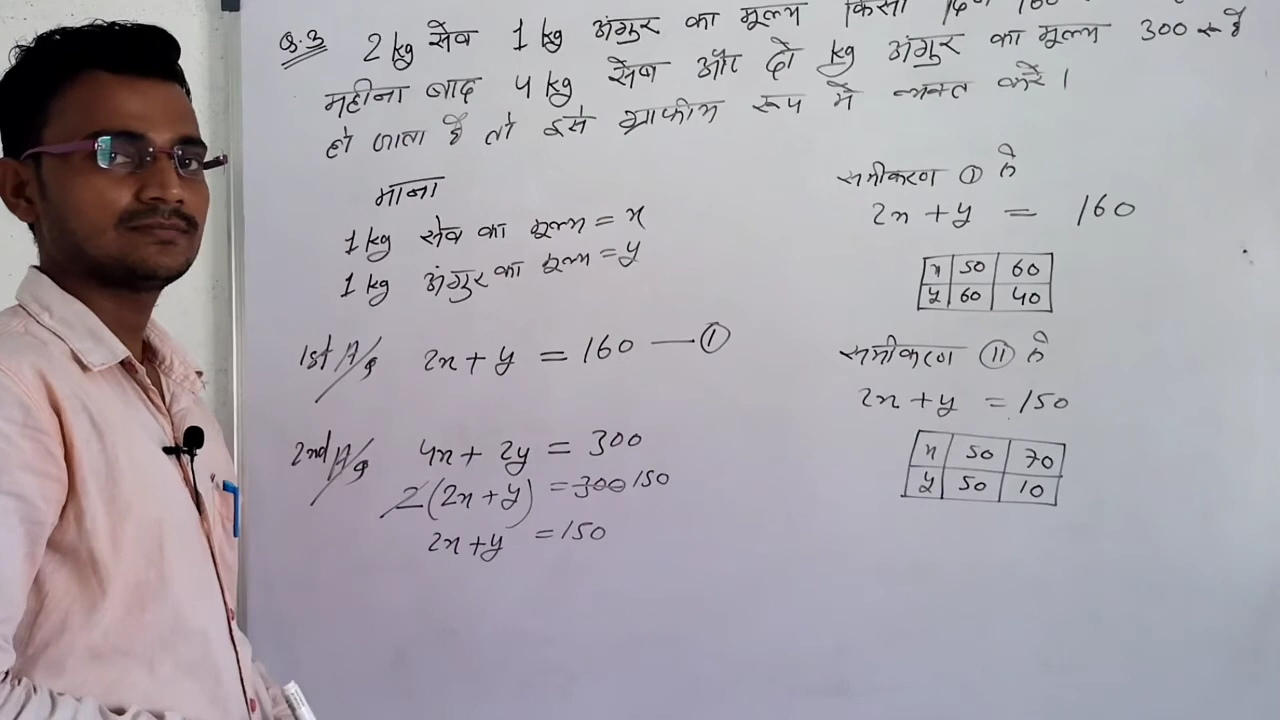 Q.3 2 kg सेव 1 kg अंगुर का मूल्य किसी 160
महीना बाद 4 kg सेब और दो kg अंगुर का मूल्य 300 रू है
हो जाता है तो इसे ग्राफीय रूप में व्यक्त करें।
माना
1 kg सेव का मूल्य = x
1 kg अंगुर का मूल्य = y
1st A/q 2x + y = 160 — ①
2nd A/q 4x + 2y = 300
2(2x + y) = 300 150
2x + y = 150
समीकरण ① से
2x + y = 160
x 50 60
y 60 40
समीकरण ⑪ से
2x + y = 150
x 50 70
y 50 10